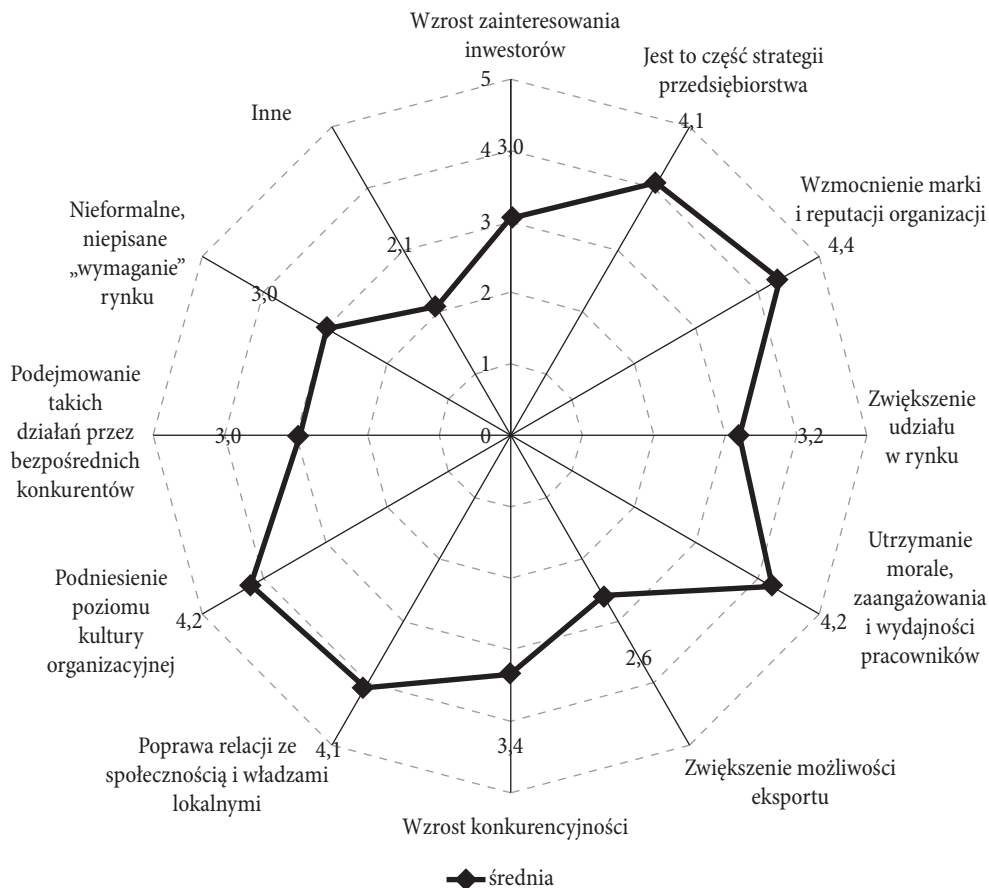 Wzrost zainteresowania
inwestorów
Jest to część strategii
przedsiębiorstwa
4,1
Wzmocnienie marki
i reputacji organizacji
4,4
Zwiększenie
udziału
w rynku
3,2
Utrzymanie
morale,
zaangażowania
i wydajności
pracowników
4,2
Zwiększenie możliwości
eksportu
2,6
Wzrost konkurencyjności
3,4
Poprawa relacji ze
społecznością i władzami
lokalnymi
4,1
Podniesienie
poziomu
kultury
organizacyjnej
4,2
Podejmowanie
takich
działań przez
bezpośrednich
konkurentów
3,0
Nieformalne,
niepisane
„wymaganie”
rynku
3,0
Inne
2,1
5
4
3,0
3
2
1
0
średnia